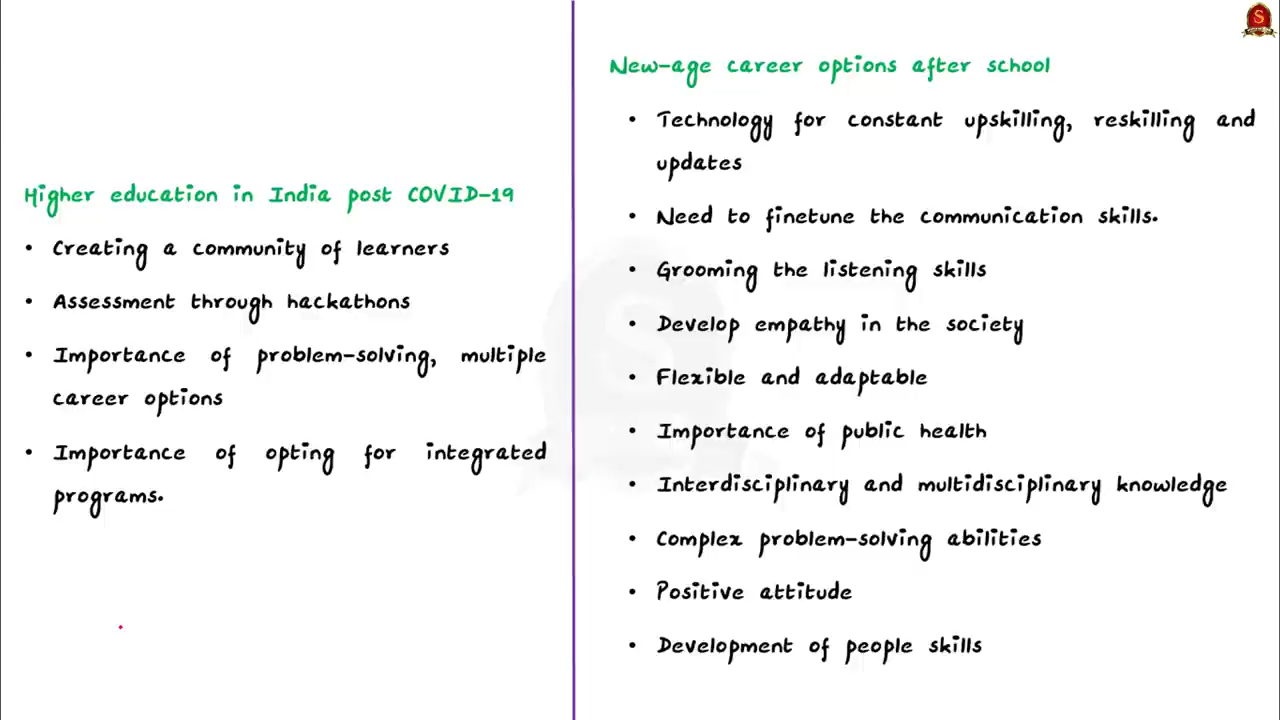 Higher education in India post COVID-19
• Creating a community of learners
• Assessment through hackathons
• Importance of problem-solving, multiple
career options
• Importance of opting for integrated
programs.
New-age career options after school
• Technology for constant upskilling, reskilling and
updates
• Need to finetune the communication skills.
• Grooming the listening skills
• Develop empathy in the society
• Flexible and adaptable
• Importance of public health
• Interdisciplinary and multidisciplinary knowledge
• Complex problem-solving abilities
• Positive attitude
• Development of people skills
S